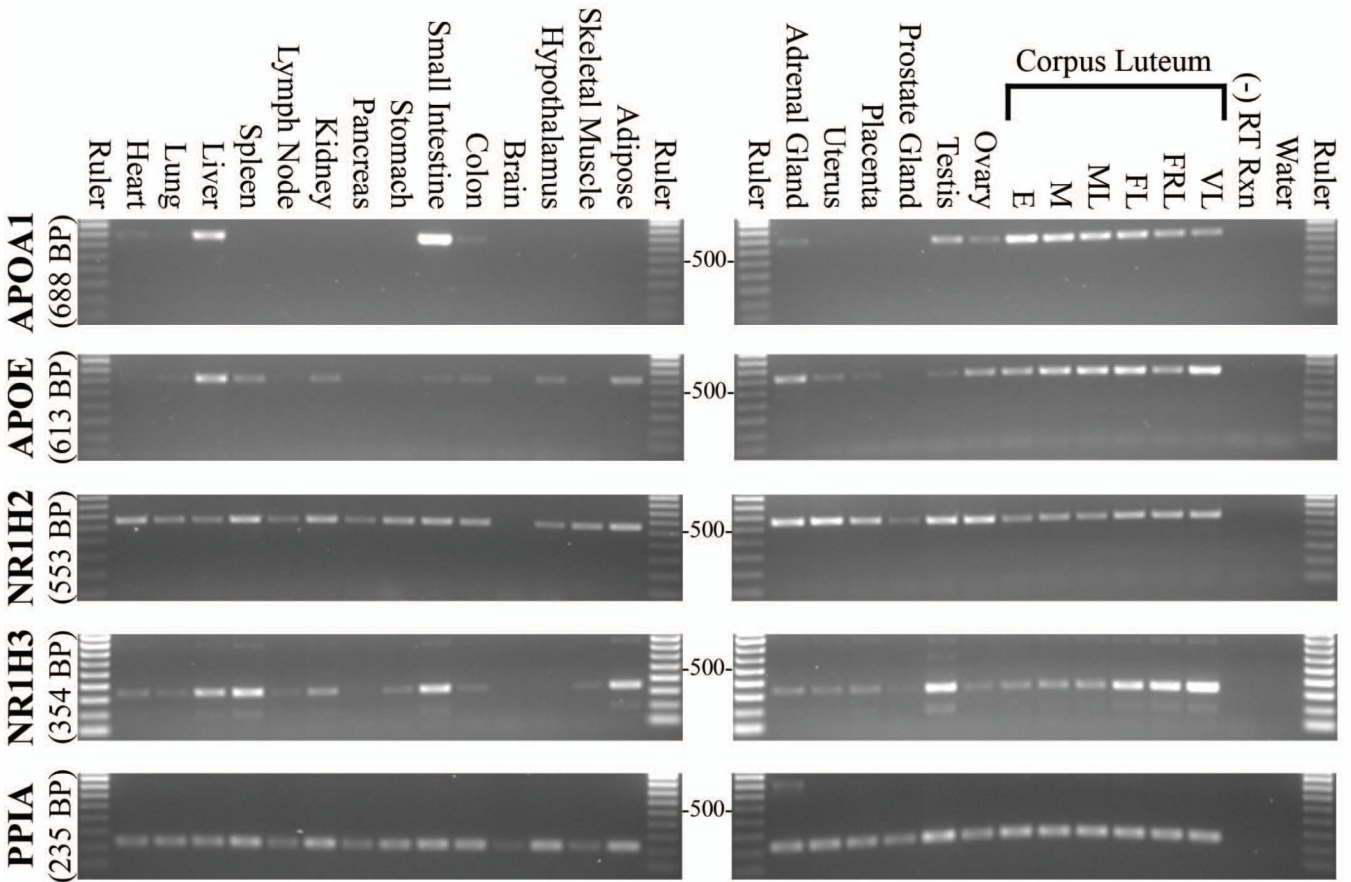 Ruler
Heart
Lung
Liver
Spleen
Lymph Node
Kidney
Pancreas
Stomach
Small Intestine
Colon
Brain
Hypothalamus
Skeletal Muscle
Adipose
Ruler
Ruler
Adrenal Gland
Uterus
Placenta
Prostate Gland
Testis
Ovary
Corpus Luteum
E
M
ML
FL
FRL
VL
(-) RT Rxn
Water
Ruler
APOA1
(688 BP)
-500-
APOE
(613 BP)
-500-
NR1H2
(553 BP)
-500-
NR1H3
(354 BP)
-500-
PPIA
(235 BP)
-500-